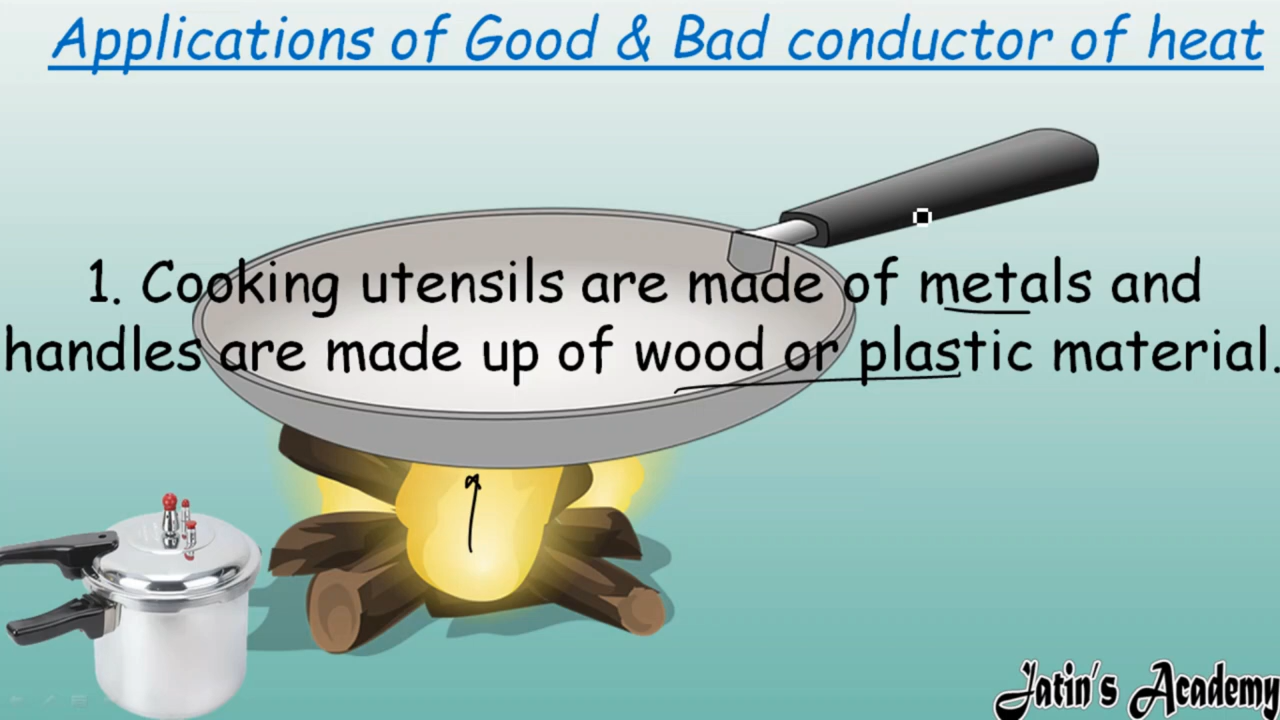 Applications of Good & Bad conductor of heat
1. Cooking utensils are made of metals and
handles are made up of wood or plastic material.
Jatin's Academy